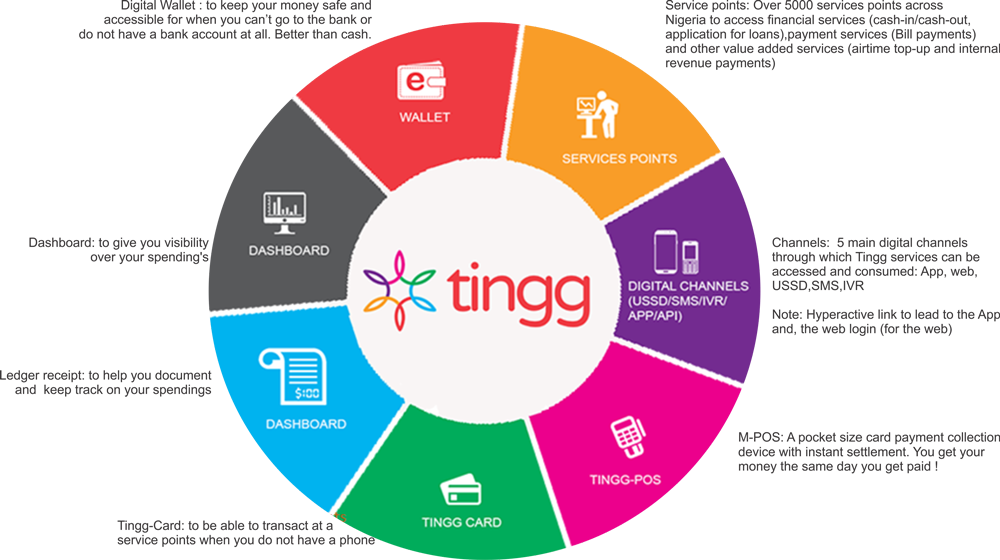 Digital Wallet : to keep your money safe and
accessible for when you can’t go to the bank or
do not have a bank account at all. Better than cash.
Service points: Over 5000 services points across
Nigeria to access financial services (cash-in/cash-out,
application for loans),payment services (Bill payments)
and other value added services (airtime top-up and internal
revenue payments)
e
WALLET
SERVICES POINTS
DASHBOARD
Dashboard: to give you visibility
over your spending's
tingg
DIGITAL CHANNELS
(USSD/SMS/IVR/
APP/API)
Channels:  5 main digital channels
through which Tingg services can be
accessed and consumed: App, web,
USSD,SMS,IVR
Note: Hyperactive link to lead to the App
and, the web login (for the web)
Ledger receipt: to help you document
and  keep track on your spendings
$:00
DASHBOARD
TINGG-POS
M-POS: A pocket size card payment collection
device with instant settlement. You get your
money the same day you get paid !
TINGG CARD
Tingg-Card: to be able to transact at a
service points when you do not have a phone